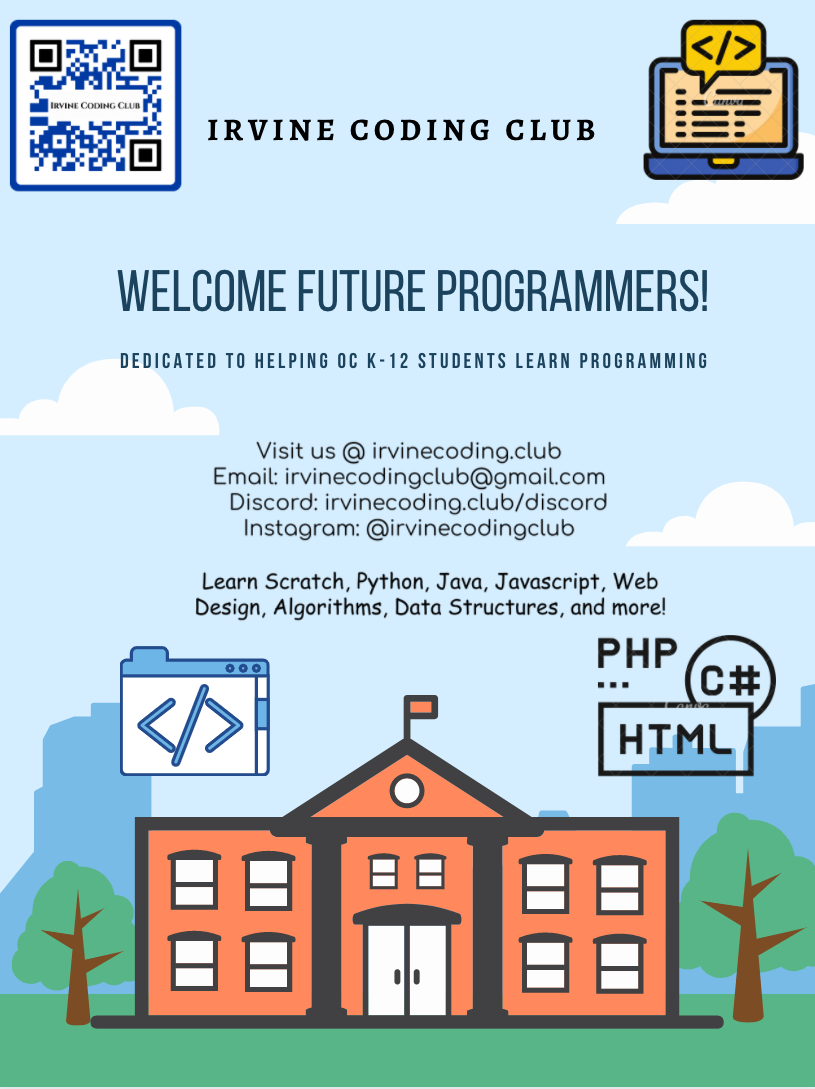 Irvine Coding Club
IRVINE CODING CLUB
</>
Canva
WELCOME FUTURE PROGRAMMERS!
DEDICATED TO HELPING OC K-12 STUDENTS LEARN PROGRAMMING
Visit us @ irvinecoding.club
Email: irvinecodingclub@gmail.com
Discord: irvinecoding.club/discord
Instagram: @irvinecodingclub
Learn Scratch, Python, Java, Javascript, Web
Design, Algorithms, Data Structures, and more!
</>
PHP
...
C#
Canva
HTML